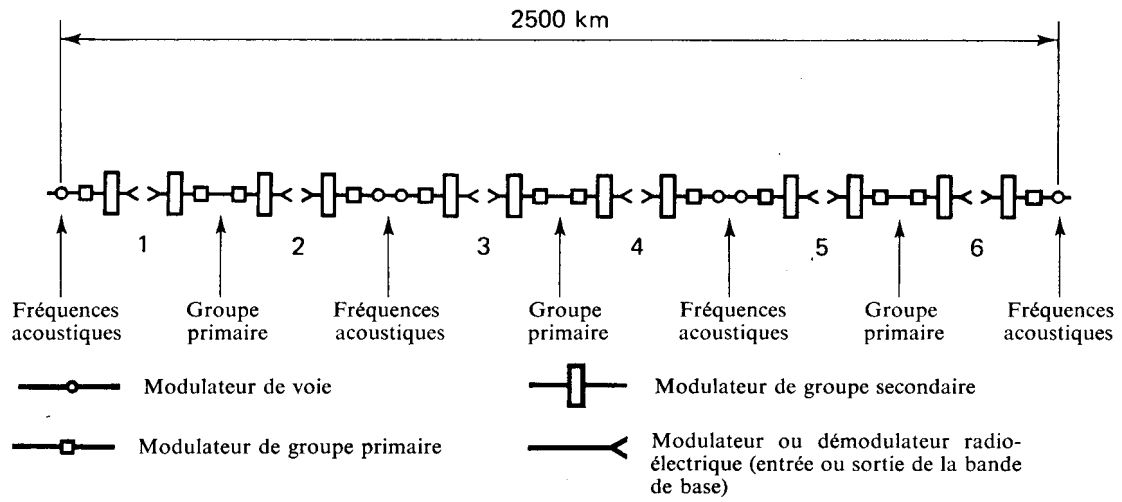 2500 km
1 2 3 4 5 6
Fréquences Groupe Fréquences Groupe Fréquences Groupe Fréquences
acoustiques primaire acoustiques primaire acoustiques primaire acoustiques
Modulateur de voie
Modulateur de groupe secondaire
Modulateur de groupe primaire
Modulateur ou démodulateur radio-
électrique (entrée ou sortie de la bande
de base)